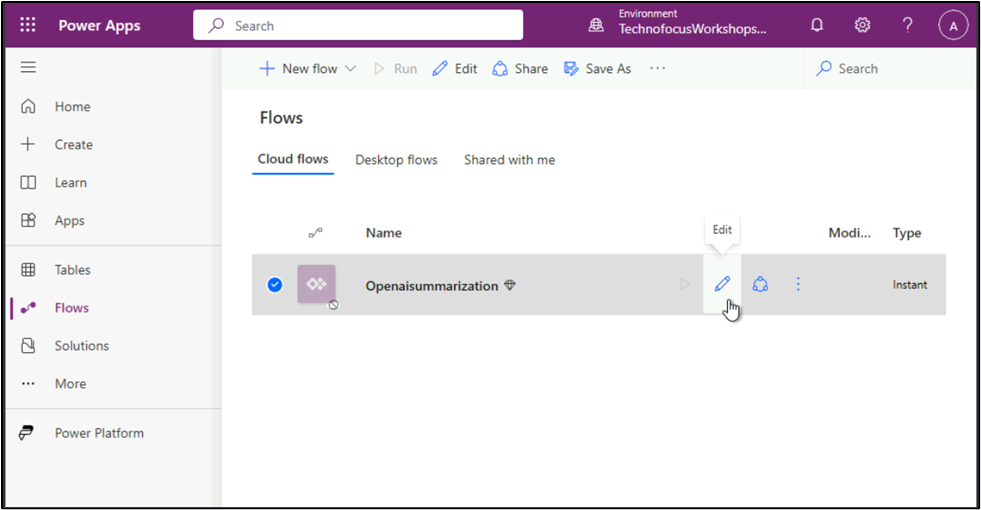 Power Apps
Search
Environment
TechnofocusWorkshops...
A
New flow
Run
Edit
Share
Save As
Search
Home
Create
Learn
Apps
Tables
Flows
Solutions
More
Power Platform
Flows
Cloud flows
Desktop flows
Shared with me
Edit
Name
Modi...
Type
Openaisummarization
Instant